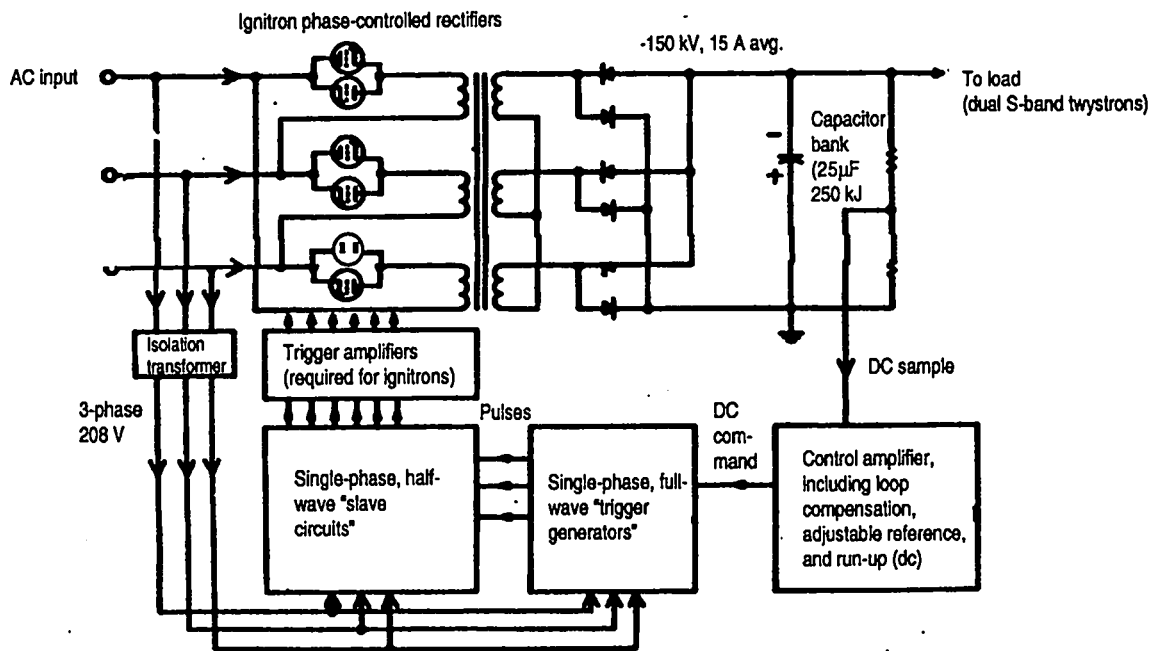 Ignitron phase-controlled rectifiers
-150 kV, 15 A avg.
AC input
To load
(dual S-band twystrons)
Capacitor
bank
(25µF
250 kJ
-
+
Isolation
transformer
Trigger amplifiers
(required for ignitrons)
DC sample
3-phase
208 V
Pulses
DC
com-
mand
Single-phase, half-
wave "slave
circuits"
Single-phase, full-
wave "trigger
generators"
Control amplifier,
including loop
compensation,
adjustable reference,
and run-up (dc)